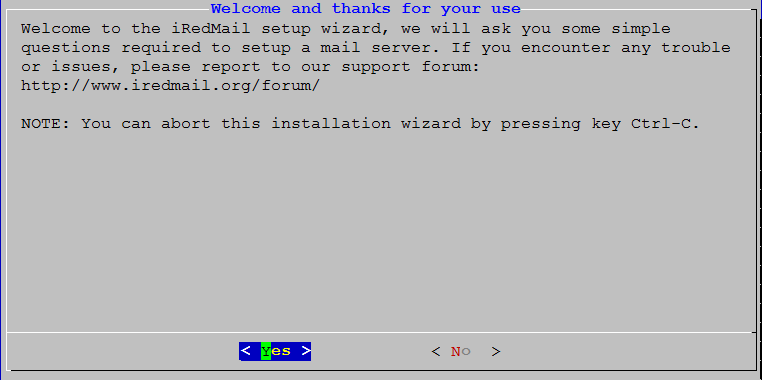 Welcome and thanks for your use
Welcome to the iRedMail setup wizard, we will ask you some simple
questions required to setup a mail server. If you encounter any trouble
or issues, please report to our support forum:
http://www.iredmail.org/forum/
NOTE: You can abort this installation wizard by pressing key Ctrl-C.
< Yes > < No >